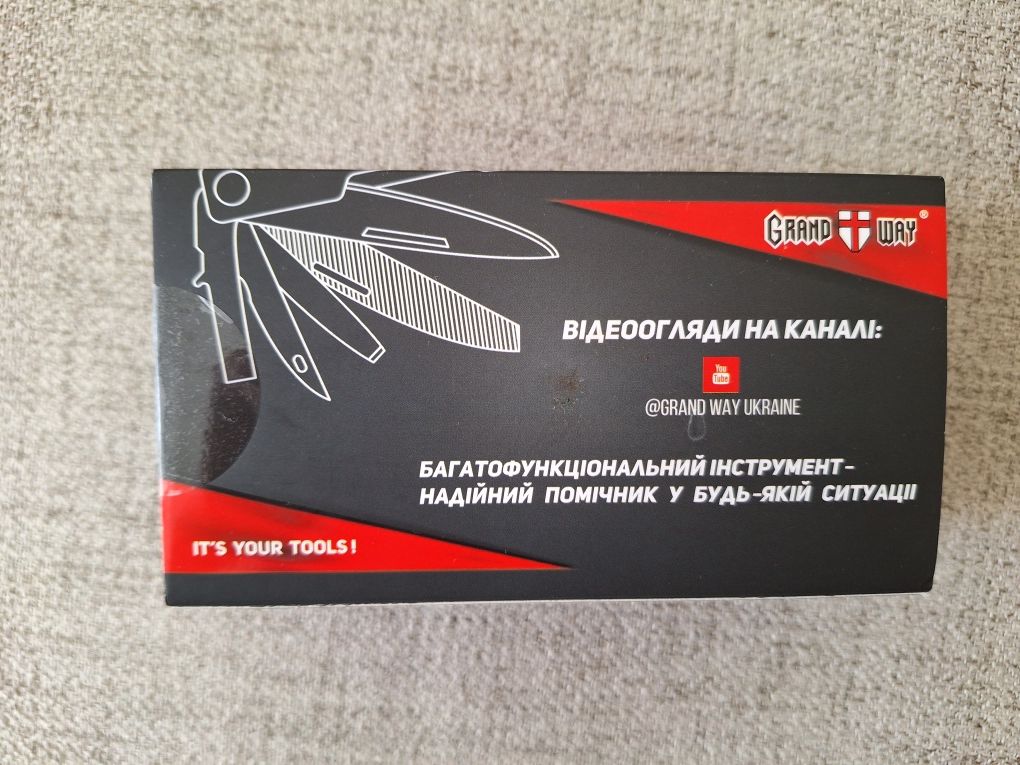 GRAND WAY ®
ВІДЕООГЛЯДИ НА КАНАЛІ:
You
Tube
@GRAND WAY UKRAINE
БАГАТОФУНКЦІОНАЛЬНИЙ ІНСТРУМЕНТ-
НАДІЙНИЙ ПОМІЧНИК У БУДЬ-ЯКІЙ СИТУАЦІЇ
IT'S YOUR TOOLS!